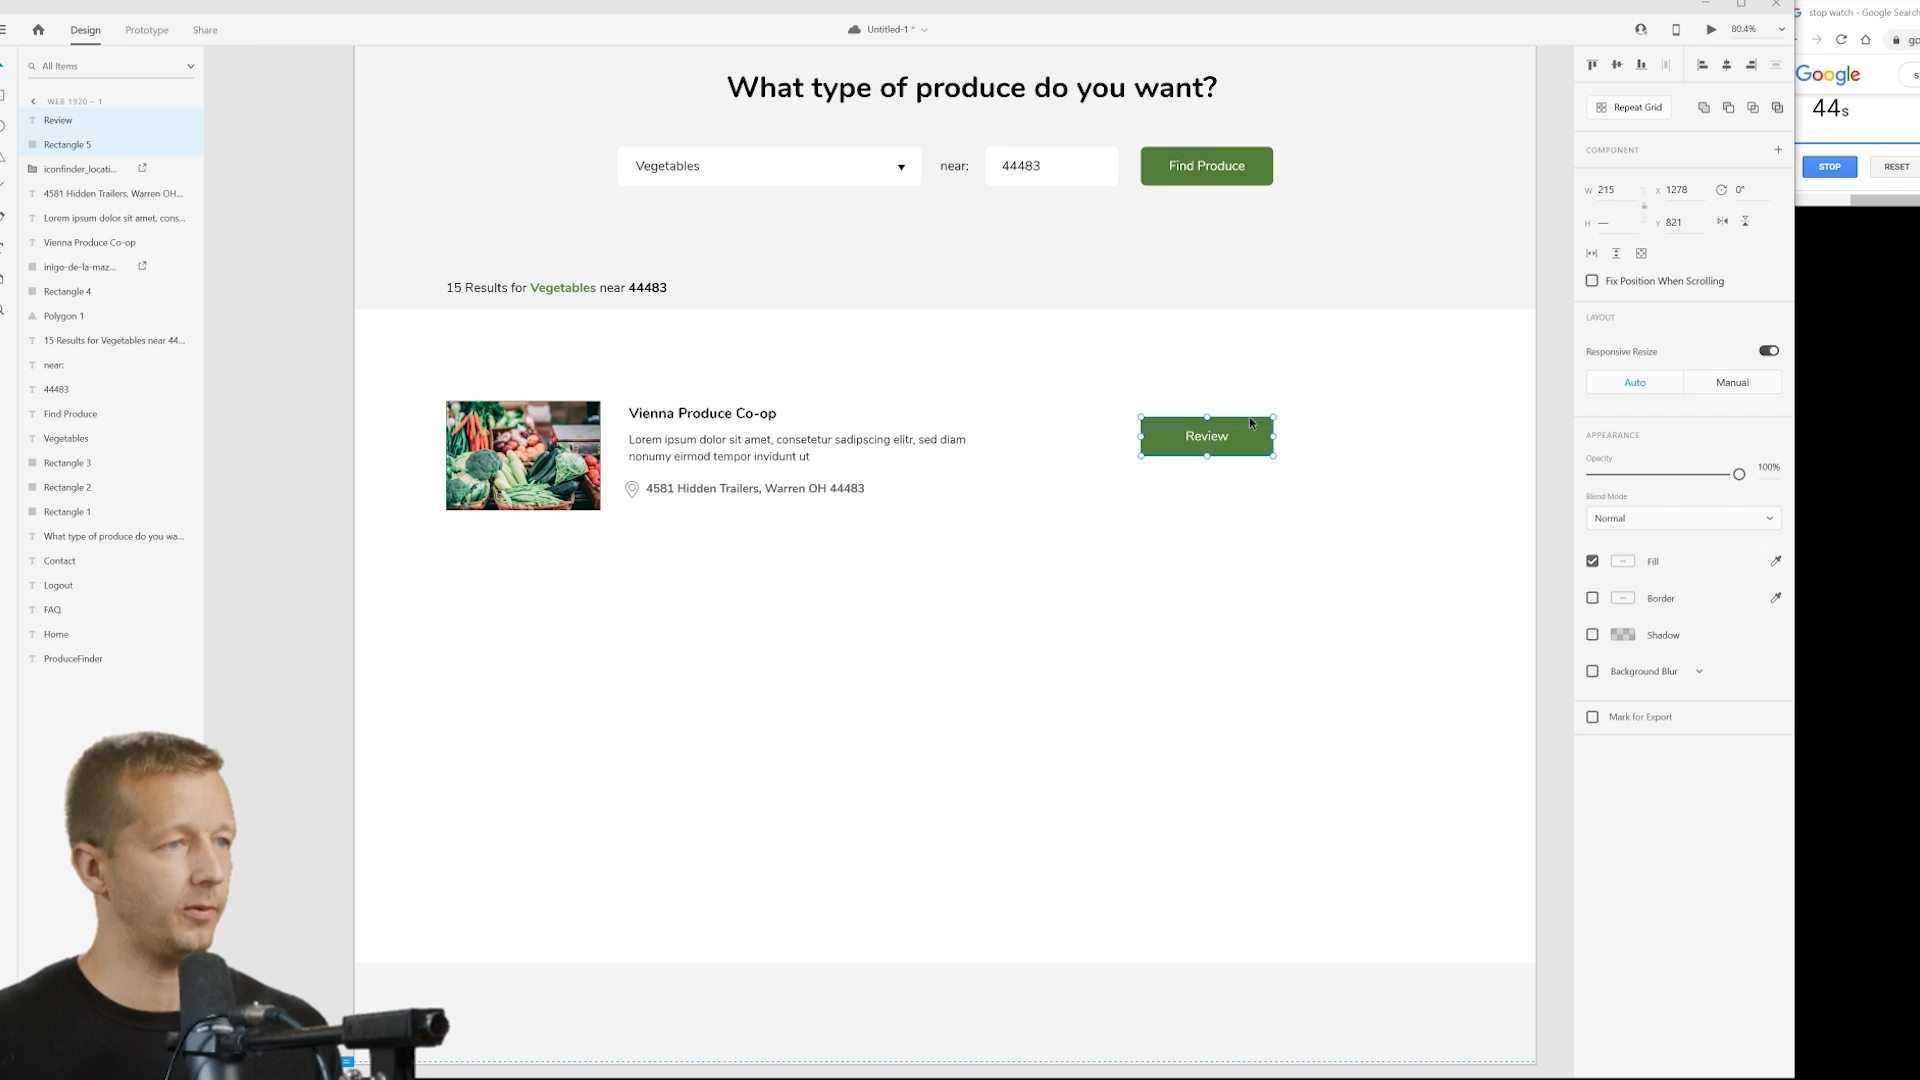 stop watch - Google Search
Design
Prototype
Share
Untitled-1 *
80.4%
All Items
WEB 1920 – 1
Review
Rectangle 5
iconfinder_locati...
4581 Hidden Trailers, Warren OH...
Lorem ipsum dolor sit amet, cons...
Vienna Produce Co-op
inigo-de-la-maz...
Rectangle 4
Polygon 1
15 Results for Vegetables near 44...
near:
44483
Find Produce
Vegetables
Rectangle 3
Rectangle 2
Rectangle 1
What type of produce do you wa...
Contact
Logout
FAQ
Home
ProduceFinder
What type of produce do you want?
Vegetables
near:
44483
Find Produce
15 Results for Vegetables near 44483
Vienna Produce Co-op
Lorem ipsum dolor sit amet, consetetur sadipscing elitr, sed diam
nonumy eirmod tempor invidunt ut
4581 Hidden Trailers, Warren OH 44483
Review
Repeat Grid
COMPONENT
W 215 X 1278 0°
H — Y 821
Fix Position When Scrolling
LAYOUT
Responsive Resize
Auto
Manual
APPEARANCE
Opacity
100%
Blend Mode
Normal
Fill
Border
Shadow
Background Blur
Mark for Export
Google
44s
STOP
RESET